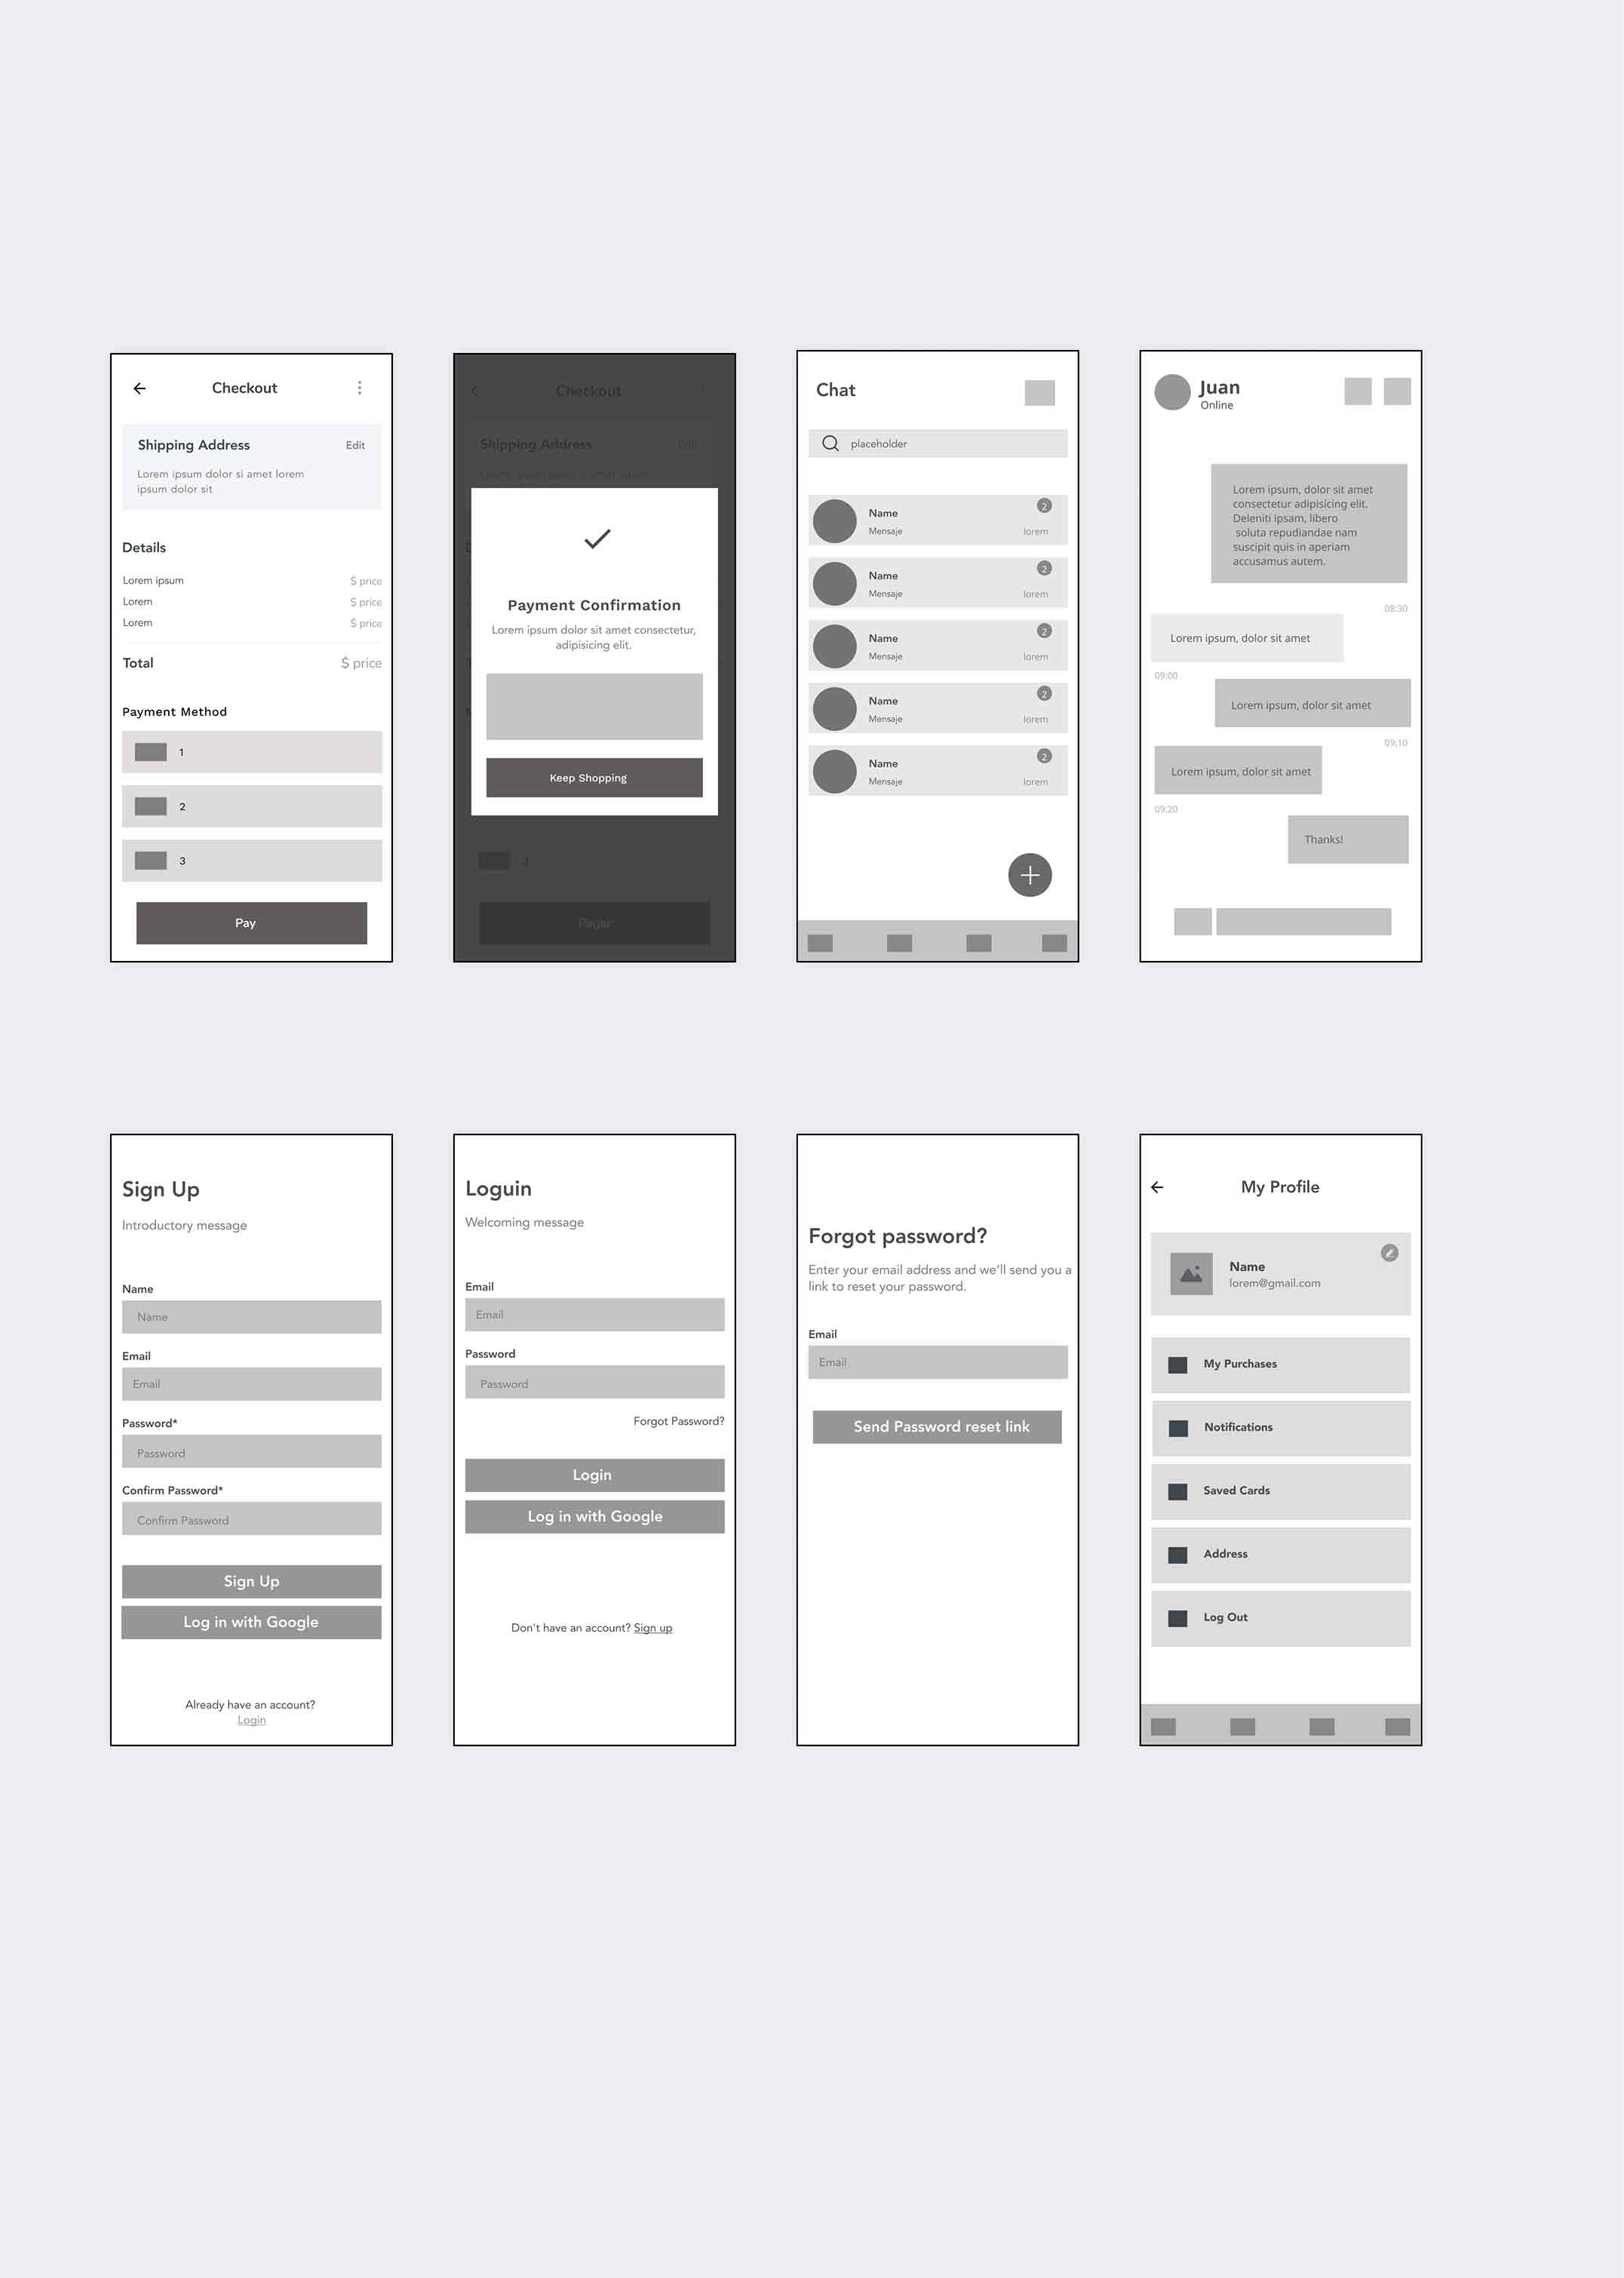 Checkout
Shipping Address
Edit
Lorem ipsum dolor si amet lorem
ipsum dolor sit
Details
Lorem ipsum
$ price
Lorem
$ price
Lorem
$ price
Total
$ price
Payment Method
1
2
3
Pay
Checkout
Shipping Address
Edit
Payment Confirmation
Lorem ipsum dolor sit amet consectetur,
adipisicing elit.
Keep Shopping
3
Pagar
Chat
placeholder
Name
2
Mensaje
lorem
Name
2
Mensaje
lorem
Name
2
Mensaje
lorem
Name
2
Mensaje
lorem
Name
2
Mensaje
lorem
Juan
Online
Lorem ipsum, dolor sit amet
consectetur adipisicing elit.
Deleniti ipsam, libero
soluta repudiandae nam
suscipit quis in aperiam
accusamus autem.
08:30
Lorem ipsum, dolor sit amet
09:00
Lorem ipsum, dolor sit amet
09:10
Lorem ipsum, dolor sit amet
09:20
Thanks!
Sign Up
Introductory message
Name
Name
Email
Email
Password*
Password
Confirm Password*
Confirm Password
Sign Up
Log in with Google
Already have an account?
Login
Loguin
Welcoming message
Email
Email
Password
Password
Forgot Password?
Login
Log in with Google
Don't have an account? Sign up
Forgot password?
Enter your email address and we'll send you a
link to reset your password.
Email
Email
Send Password reset link
My Profile
Name
lorem@gmail.com
My Purchases
Notifications
Saved Cards
Address
Log Out